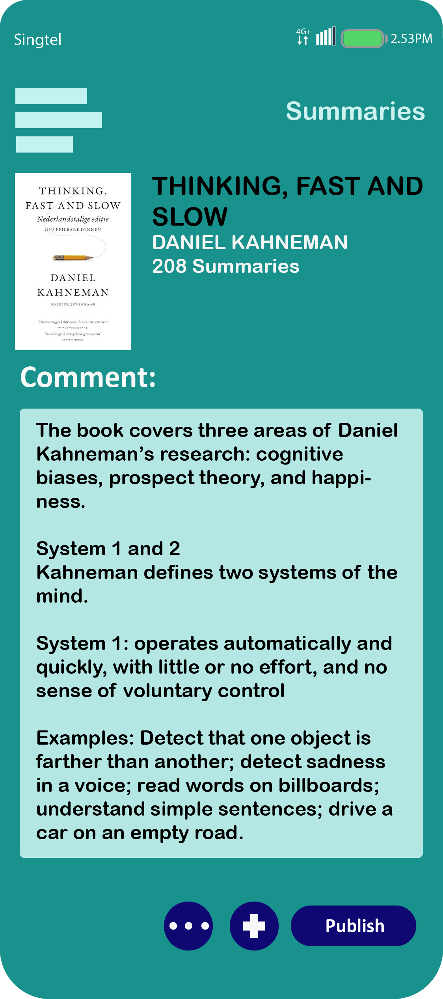 Singtel
4G+
2.53PM
Summaries
THINKING,
FAST AND SLOW
Nederlandstalige editie
ONS FEILBARE DENKEN
DANIEL
KAHNEMAN
NOBELPRIJSWINNAAR
'Een zeer toegankelijk boek, dat leest als een trein'
***** DE VOLKSKRANT
'De belangrijkste psycholoog ter wereld'
STEVEN PINKER
THINKING, FAST AND
SLOW
DANIEL KAHNEMAN
208 Summaries
Comment:
The book covers three areas of Daniel
Kahneman’s research: cognitive
biases, prospect theory, and happi-
ness.
System 1 and 2
Kahneman defines two systems of the
mind.
System 1: operates automatically and
quickly, with little or no effort, and no
sense of voluntary control
Examples: Detect that one object is
farther than another; detect sadness
in a voice; read words on billboards;
understand simple sentences; drive a
car on an empty road.
Publish